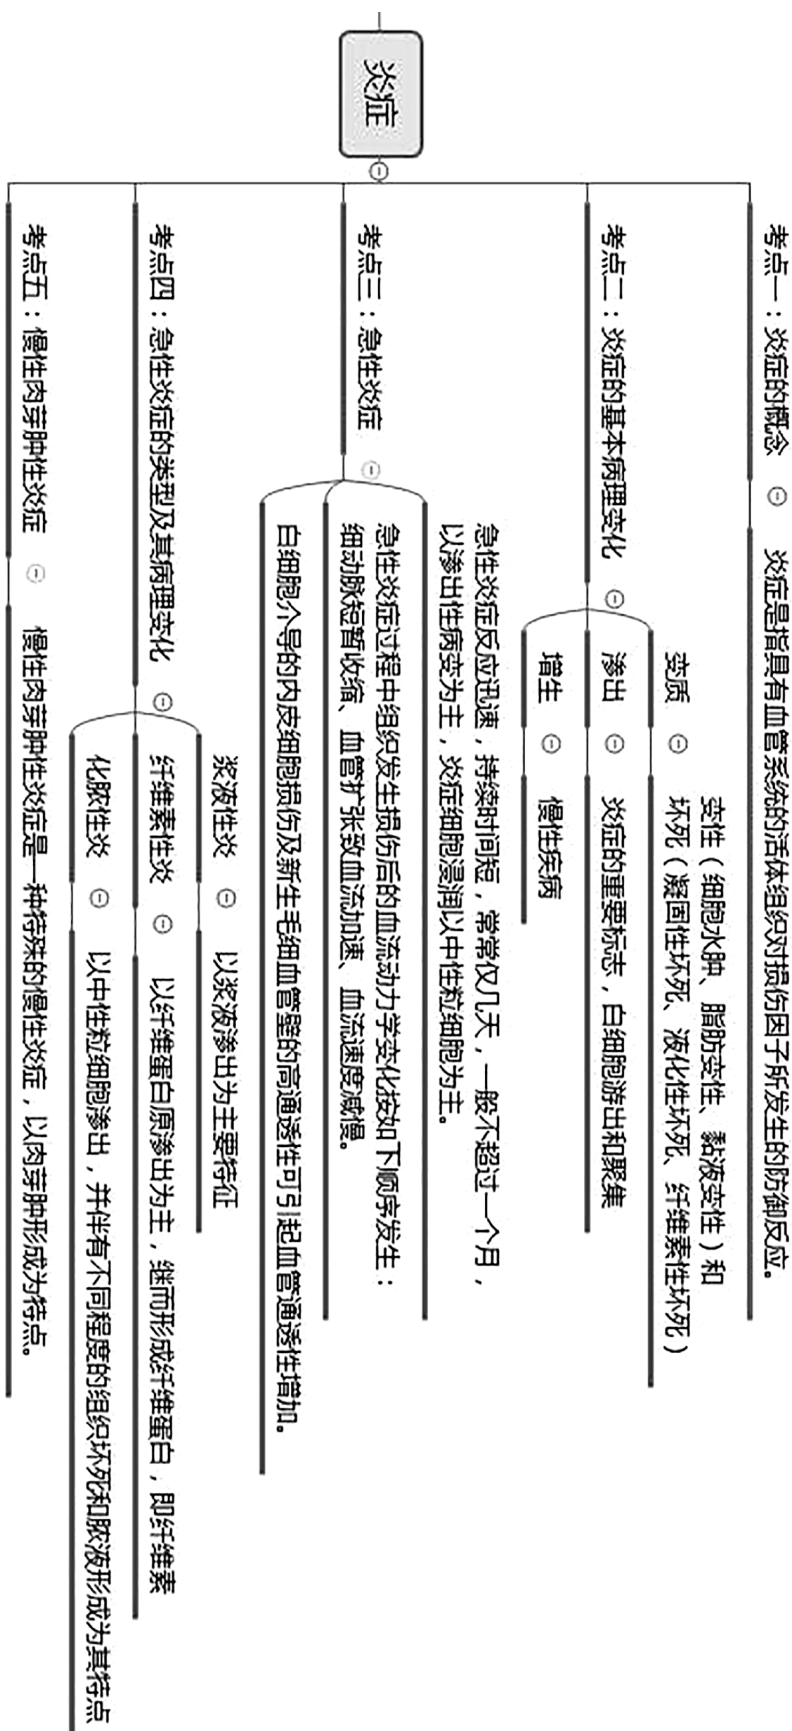 炎症
考点一：炎症的概念
炎症是指具有血管系统的活体组织对损伤因子所发生的防御反应。
考点二：炎症的基本病理变化
变质
变性（细胞水肿、脂肪变性、黏液变性）和
坏死（凝固性坏死、液化性坏死、纤维素性坏死）
渗出
炎症的重要标志，白细胞游出和聚集
增生
慢性疾病
考点三：急性炎症
急性炎症反应迅速，持续时间短，常常仅几天，一般不超过一个月，
以渗出性病变为主，炎症细胞浸润以中性粒细胞为主。
急性炎症过程中组织发生损伤后的血流动力学变化按如下顺序发生：
细动脉短暂收缩、血管扩张致血流加速、血流速度减慢。
白细胞介导的内皮细胞损伤及新生毛细血管壁的高通透性可引起血管通透性增加。
考点四：急性炎症的类型及其病理变化
浆液性炎
以浆液渗出为主要特征
纤维素性炎
以纤维蛋白原渗出为主，继而形成纤维蛋白，即纤维素
化脓性炎
以中性粒细胞渗出，并伴有不同程度的组织坏死和脓液形成为其特点
考点五：慢性肉芽肿性炎症
慢性肉芽肿性炎症是一种特殊的慢性炎症，以肉芽肿形成为特点。